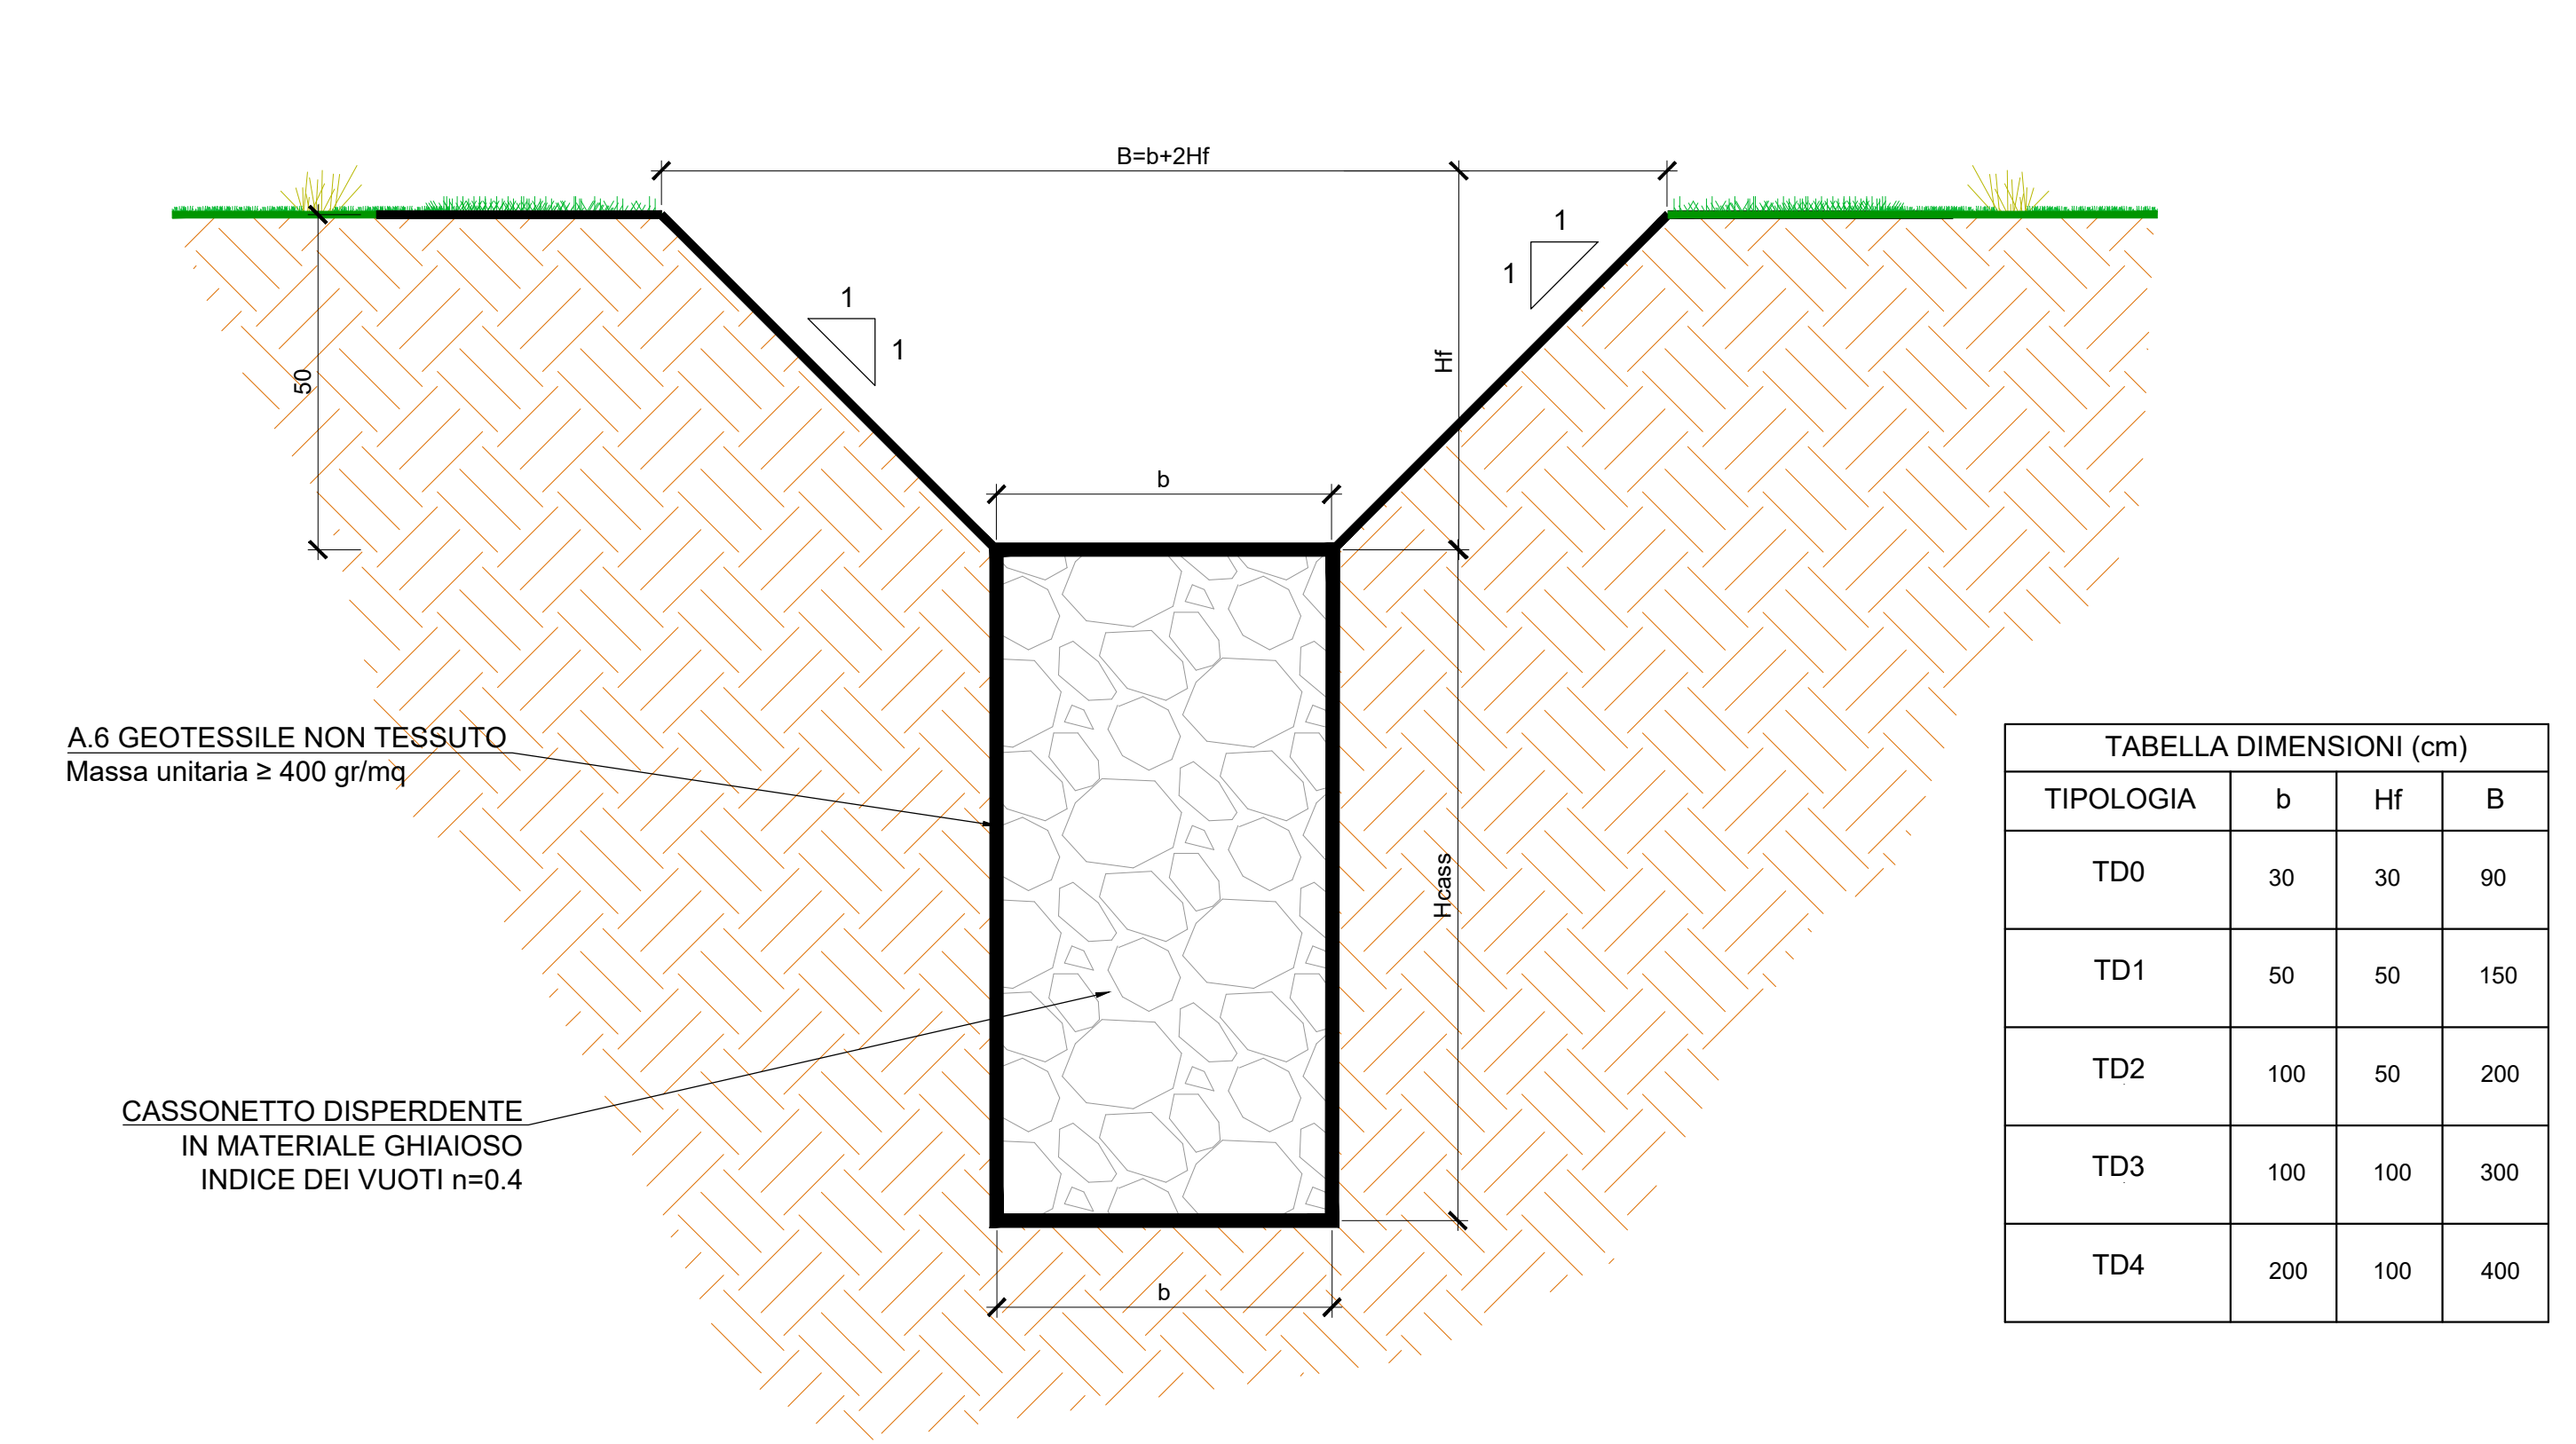 B=b+2Hf
1
1
1
1
50
Hf
b
A.6 GEOTESSILE NON TESSUTO
Massa unitaria ≥ 400 gr/mq
Hcass
CASSONETTO DISPERDENTE
IN MATERIALE GHIAIOSO
INDICE DEI VUOTI n=0.4
b
TABELLA DIMENSIONI (cm)
TIPOLOGIA b Hf B
TD0 30 30 90
TD1 50 50 150
TD2 100 50 200
TD3 100 100 300
TD4 200 100 400